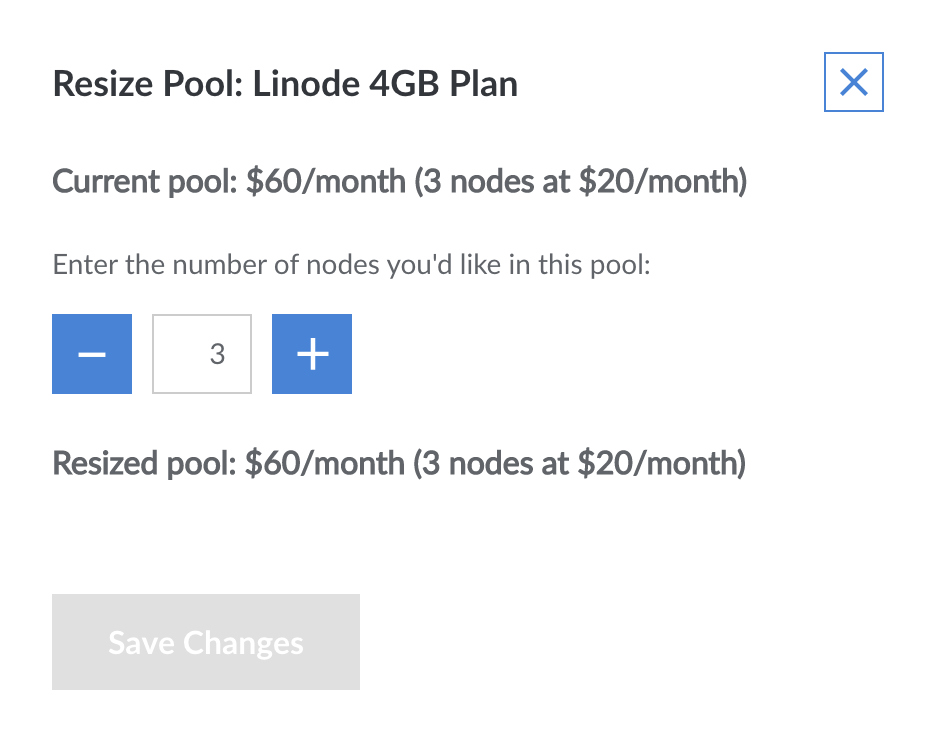 Resize Pool: Linode 4GB Plan
Current pool: $60/month (3 nodes at $20/month)
Enter the number of nodes you'd like in this pool:
3
Resized pool: $60/month (3 nodes at $20/month)
Save Changes